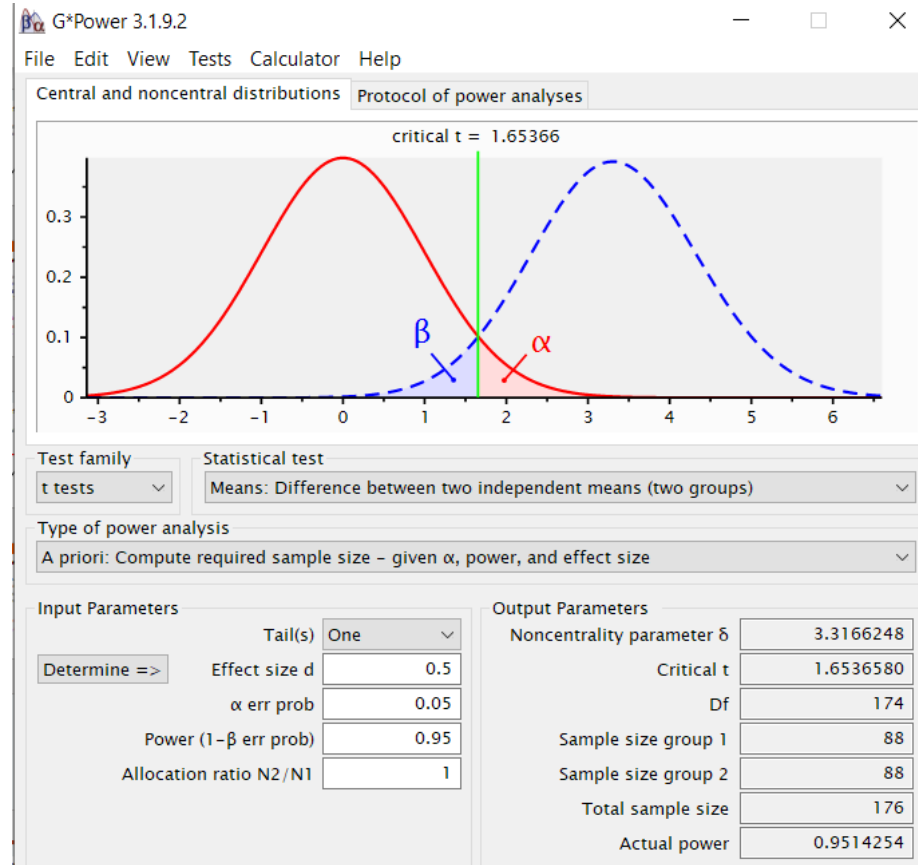 βα G*Power 3.1.9.2
File Edit View Tests Calculator Help
Central and noncentral distributions Protocol of power analyses
critical t = 1.65366
0.3
0.2
0.1
0
β
α
-3 -2 -1 0 1 2 3 4 5 6
Test family
t tests
Statistical test
Means: Difference between two independent means (two groups)
Type of power analysis
A priori: Compute required sample size - given α, power, and effect size
Input Parameters
Tail(s) One
Determine => Effect size d 0.5
α err prob 0.05
Power (1-β err prob) 0.95
Allocation ratio N2/N1 1
Output Parameters
Noncentrality parameter δ 3.3166248
Critical t 1.6536580
Df 174
Sample size group 1 88
Sample size group 2 88
Total sample size 176
Actual power 0.9514254